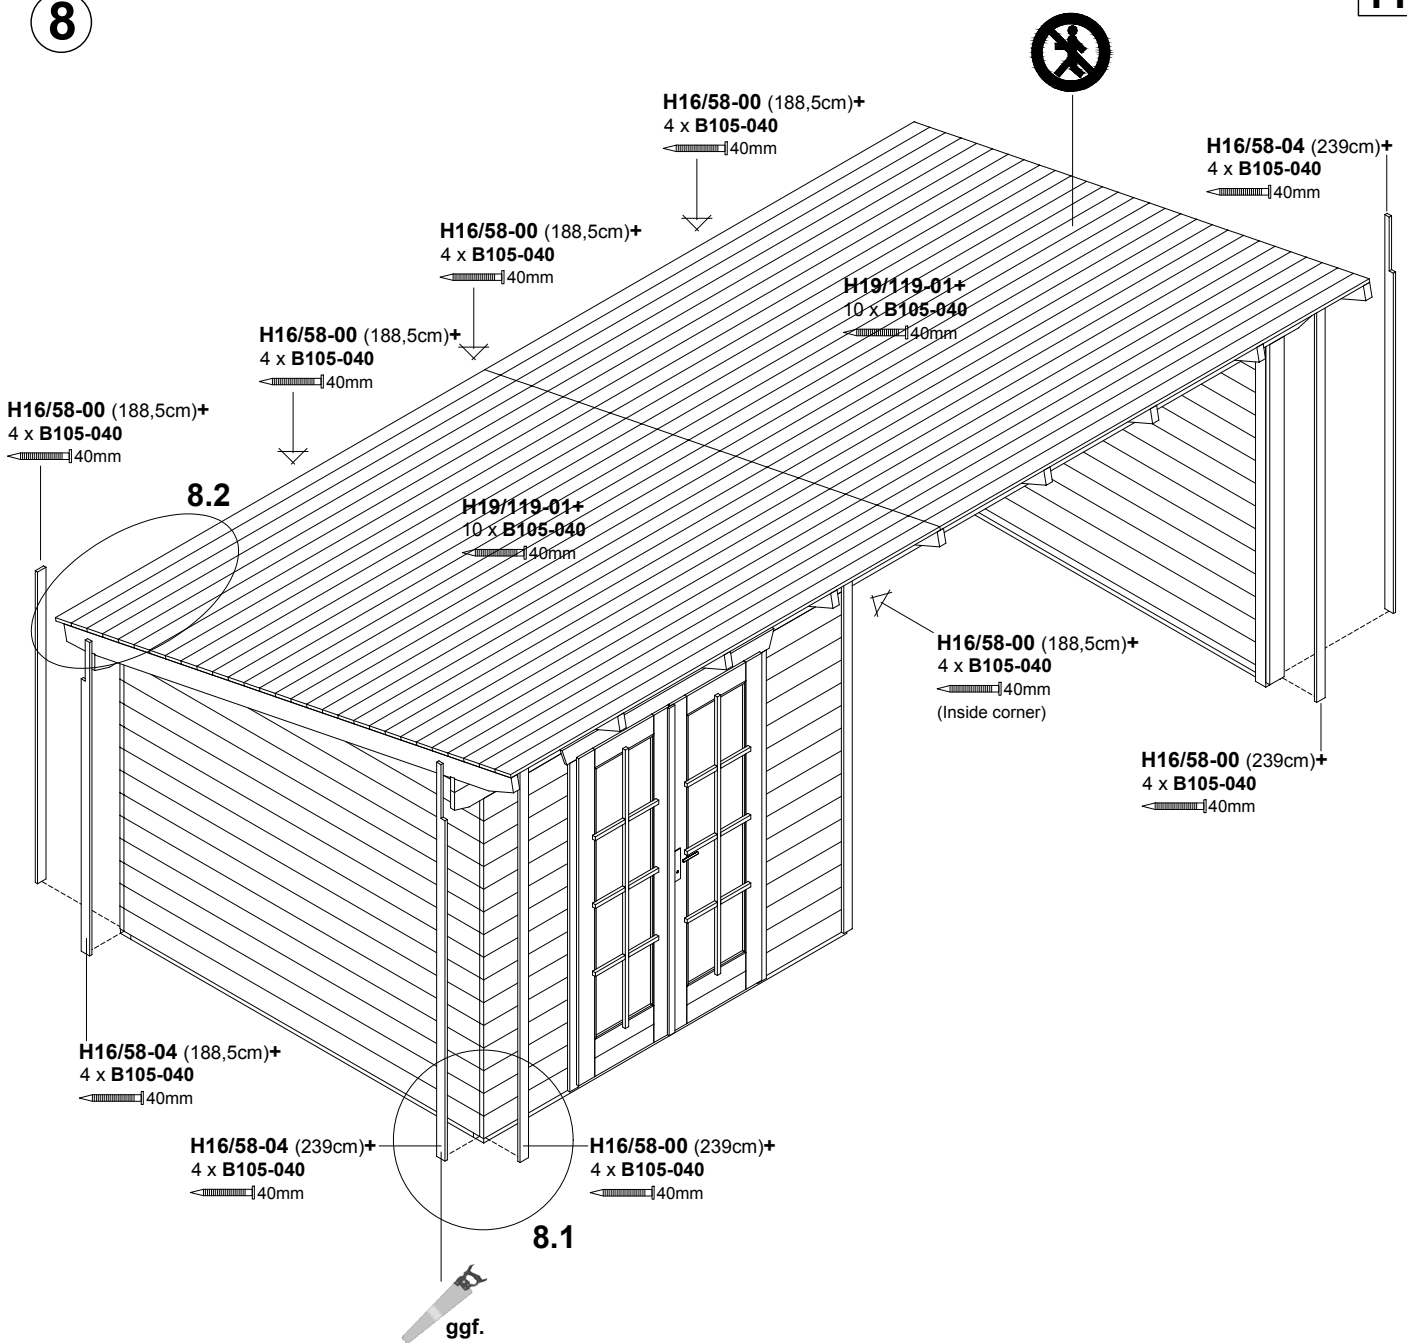 8
H16/58-00 (188,5cm)+
4 x B105-040
40mm
H16/58-04 (239cm)+
4 x B105-040
40mm
H16/58-00 (188,5cm)+
4 x B105-040
40mm
H19/119-01+
10 x B105-040
40mm
H16/58-00 (188,5cm)+
4 x B105-040
40mm
H16/58-00 (188,5cm)+
4 x B105-040
40mm
8.2
H19/119-01+
10 x B105-040
40mm
H16/58-00 (188,5cm)+
4 x B105-040
40mm
(Inside corner)
H16/58-00 (239cm)+
4 x B105-040
40mm
H16/58-04 (188,5cm)+
4 x B105-040
40mm
H16/58-04 (239cm)+
4 x B105-040
40mm
H16/58-00 (239cm)+
4 x B105-040
40mm
8.1
ggf.